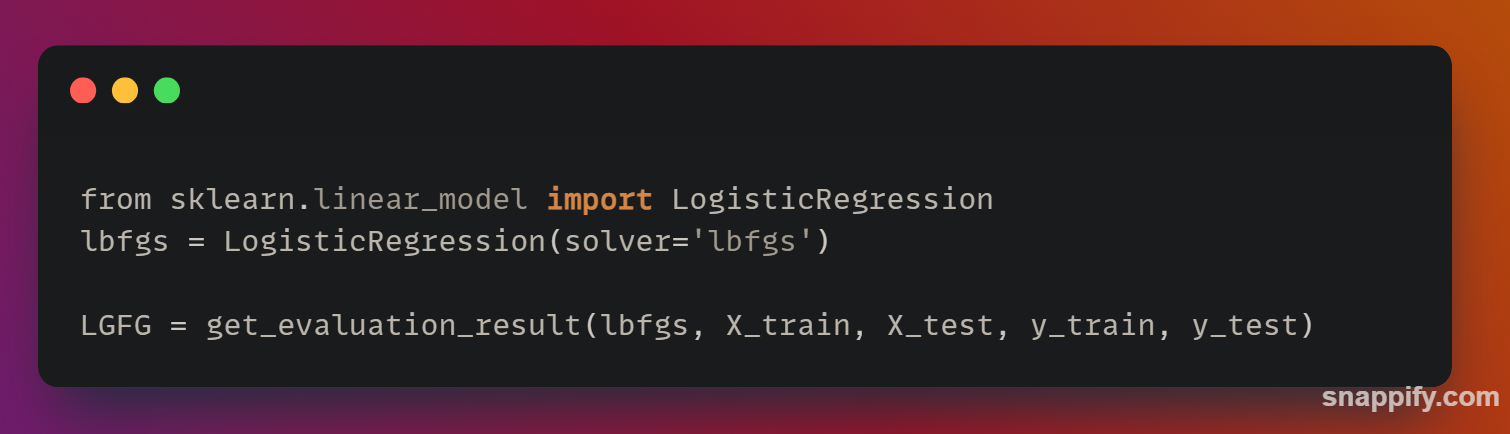 from sklearn.linear_model import LogisticRegression
lbfgs = LogisticRegression(solver='lbfgs')
LGFG = get_evaluation_result(lbfgs, X_train, X_test, y_train, y_test)
snappify.com